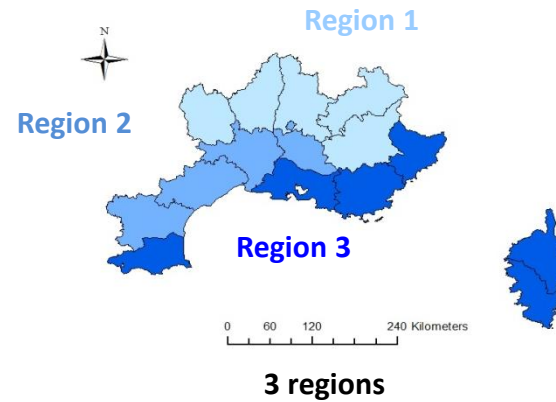 Region 1
N
Region 2
Region 3
0 60 120 240 Kilometers
3 regions